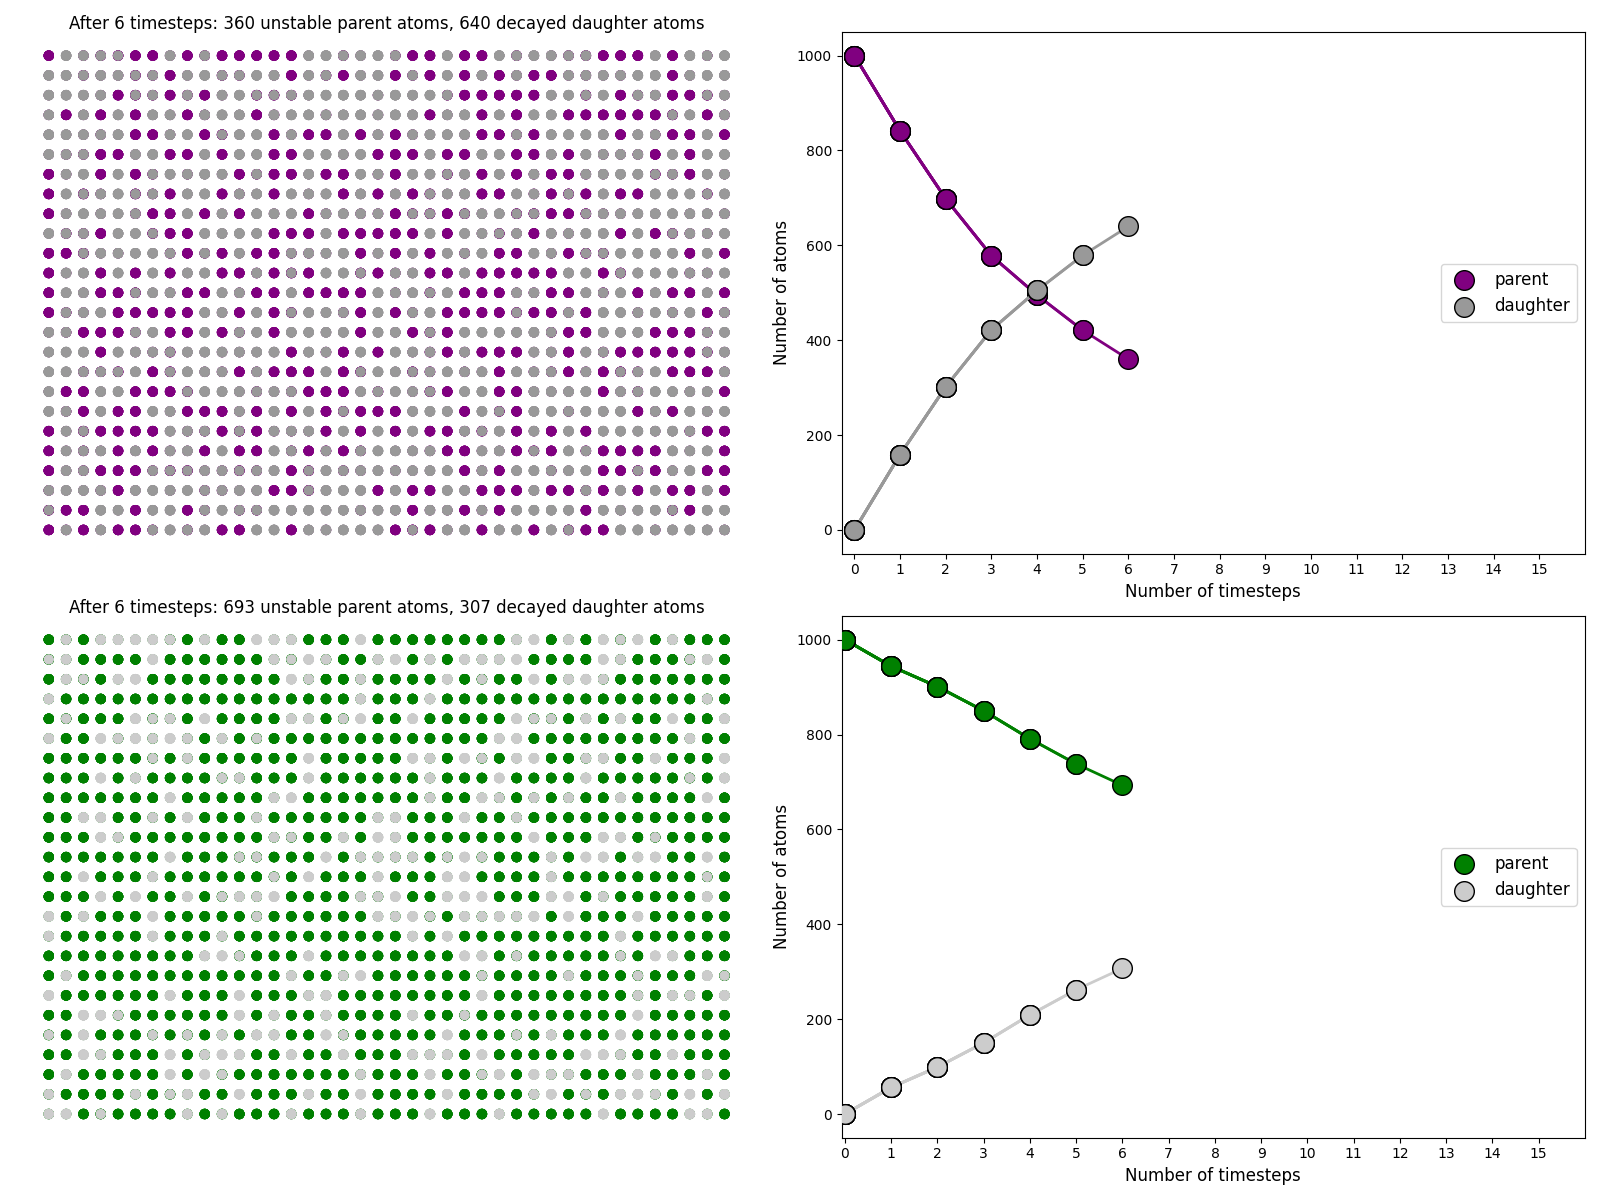 After 6 timesteps: 360 unstable parent atoms, 640 decayed daughter atoms
1000
800
600
400
200
0
Number of atoms
parent
daughter
0 1 2 3 4 5 6 7 8 9 10 11 12 13 14 15
Number of timesteps
After 6 timesteps: 693 unstable parent atoms, 307 decayed daughter atoms
1000
800
600
400
200
0
Number of atoms
parent
daughter
0 1 2 3 4 5 6 7 8 9 10 11 12 13 14 15
Number of timesteps